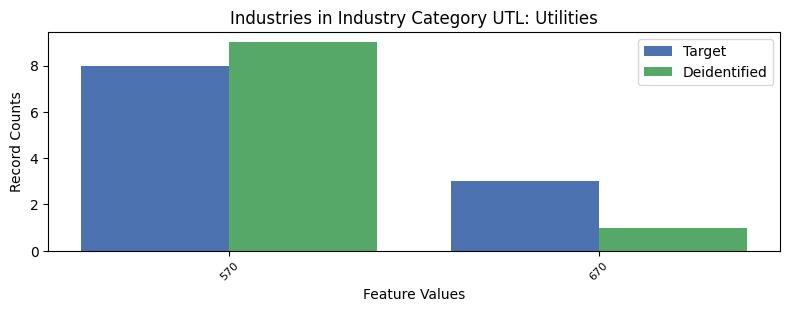 Industries in Industry Category UTL: Utilities
Target
Deidentified
Record Counts
8
6
4
2
0
570
670
Feature Values